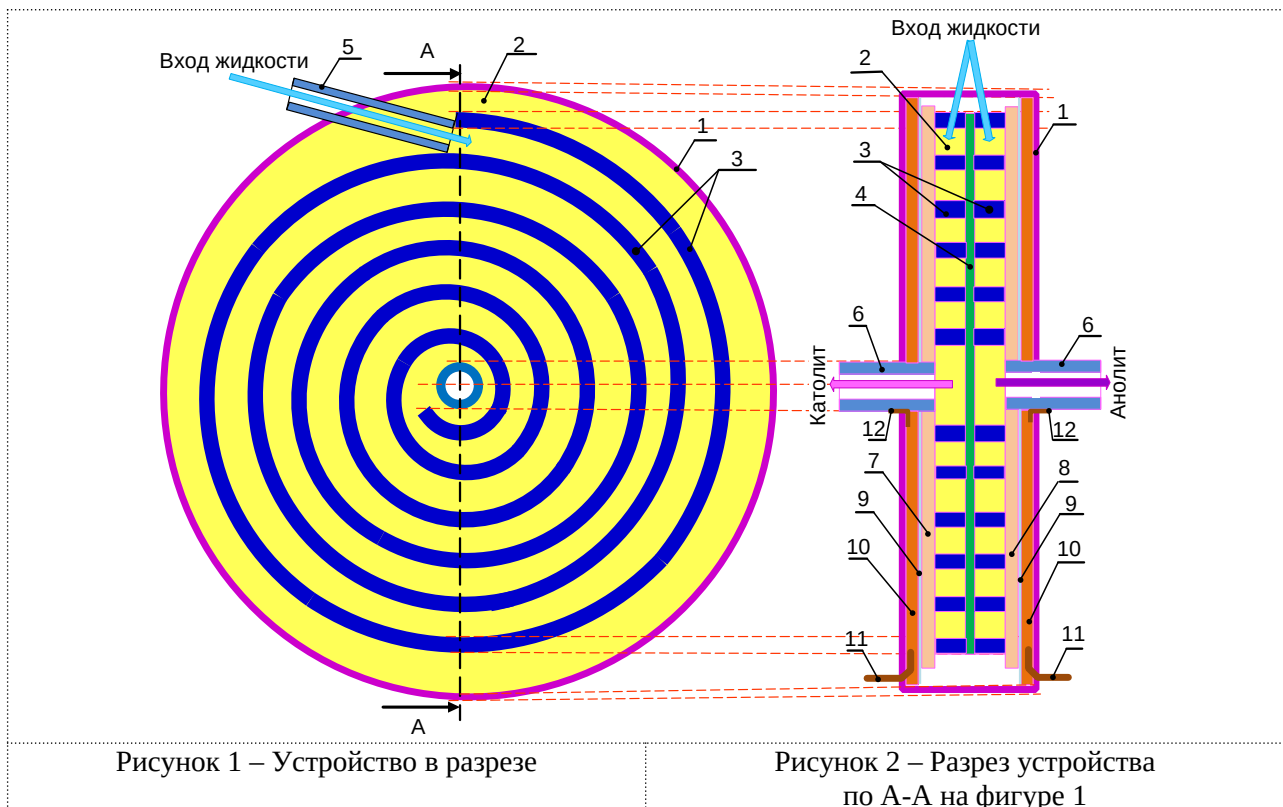 Вход жидкости
5
А
2
1
3
А
Вход жидкости
2
1
3
4
6
6
Католит
Анолит
12
12
7
8
9
9
10
10
11
11
Рисунок 1 – Устройство в разрезе
Рисунок 2 – Разрез устройства
по А-А на фигуре 1